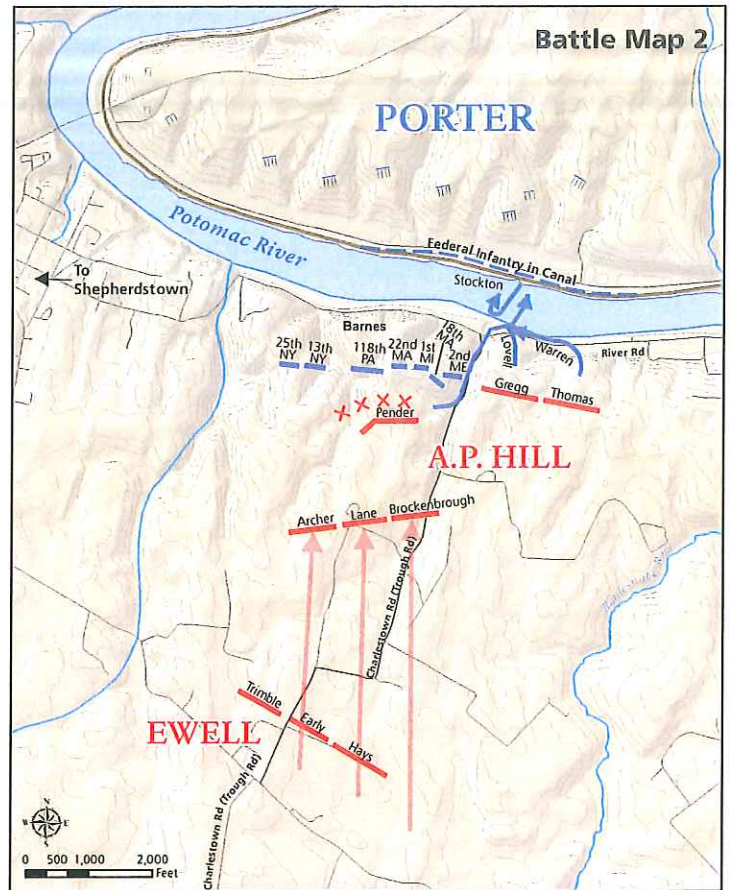 Battle Map 2
PORTER
Potomac River
Federal Infantry in Canal
To
Shepherdstown
Stockton
Barnes
25th
NY
13th
NY
118th
PA
22nd
MA
1st
MI
18th
MA
2nd
ME
Lovell
Warren
River Rd
Gregg
Thomas
Pender
A.P. HILL
Archer
Lane
Brockenbrough
Charlestown Rd (Trough Rd)
Trimble
Early
Hays
EWELL
Charlestown Rd (Trough Rd)
N
W
E
S
0 500 1,000 2,000
Feet